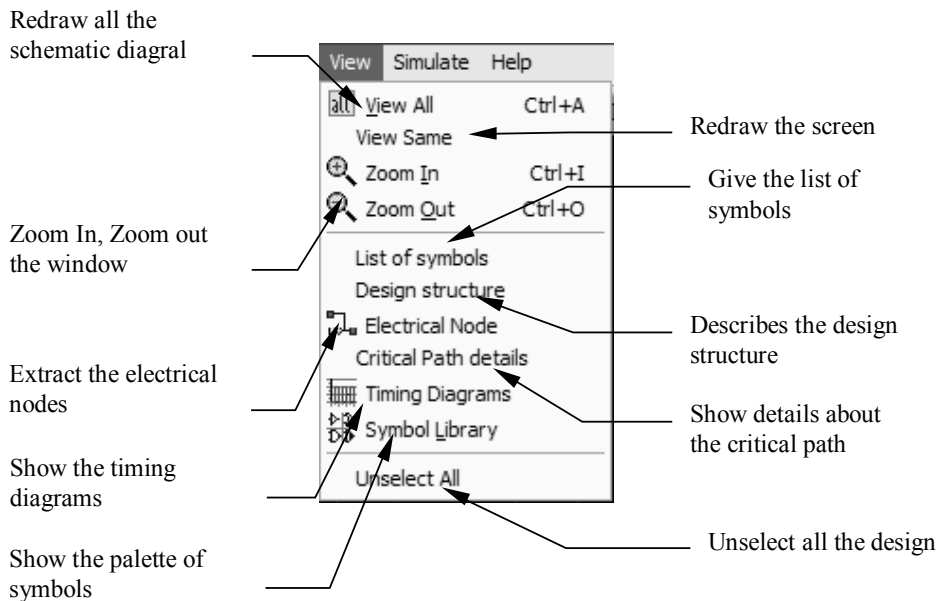 Redraw all the
schematic diagral
View Simulate Help
all View All Ctrl+A
View Same
Redraw the screen
Zoom In Ctrl+I
Give the list of
symbols
Zoom Out Ctrl+O
Zoom In, Zoom out
the window
List of symbols
Design structure
Electrical Node
Describes the design
structure
Critical Path details
Extract the electrical
nodes
Timing Diagrams
Show details about
the critical path
Symbol Library
Show the timing
diagrams
Unselect All
Unselect all the design
Show the palette of
symbols